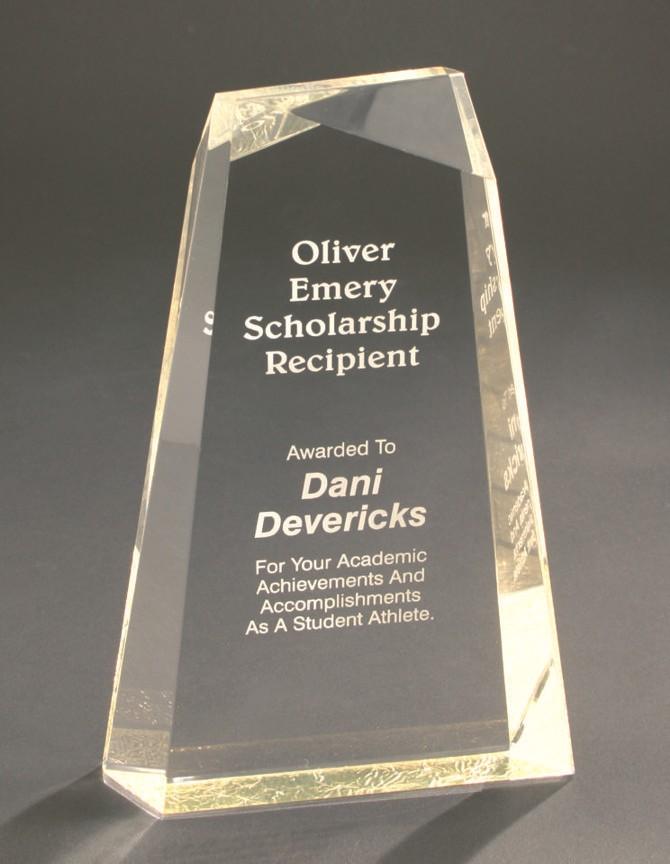 Oliver
Emery
Scholarship
Recipient
Awarded To
Dani
Devericks
For Your Academic
Achievements And
Accomplishments
As A Student Athlete.